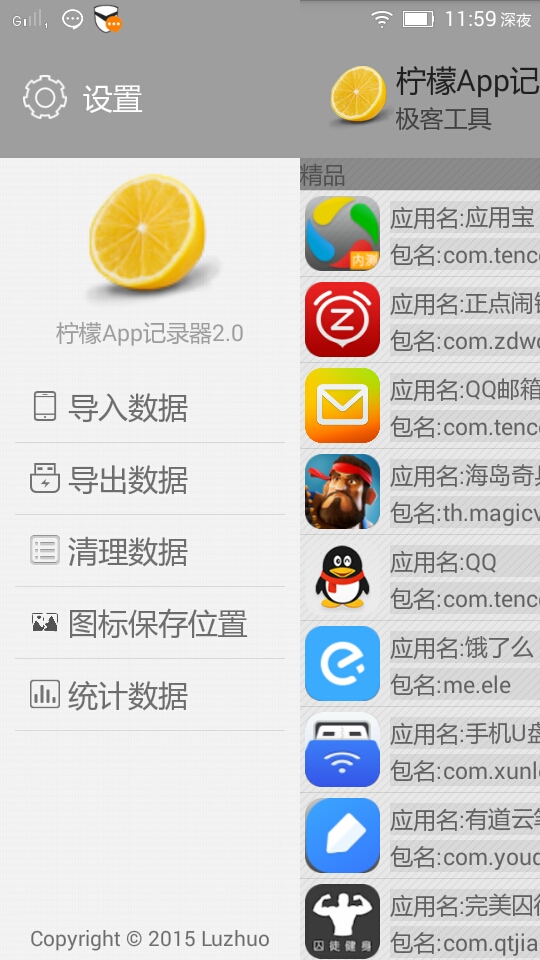 G
1
11:59 深夜
设置
柠檬App记
极客工具
柠檬App记录器2.0
导入数据
导出数据
清理数据
图标保存位置
统计数据
Copyright © 2015 Luzhuo
精品
内测
应用名:应用宝
包名:com.tenc
应用名:正点闹
包名:com.zdw
应用名:QQ邮箱
包名:com.tenc
应用名:海岛奇
包名:th.magic
应用名:QQ
包名:com.tenc
应用名:饿了么
包名:me.ele
应用名:手机U盘
包名:com.xunl
应用名:有道云笔
包名:com.youd
囚徒健身
应用名:完美囚
包名:com.qtjia